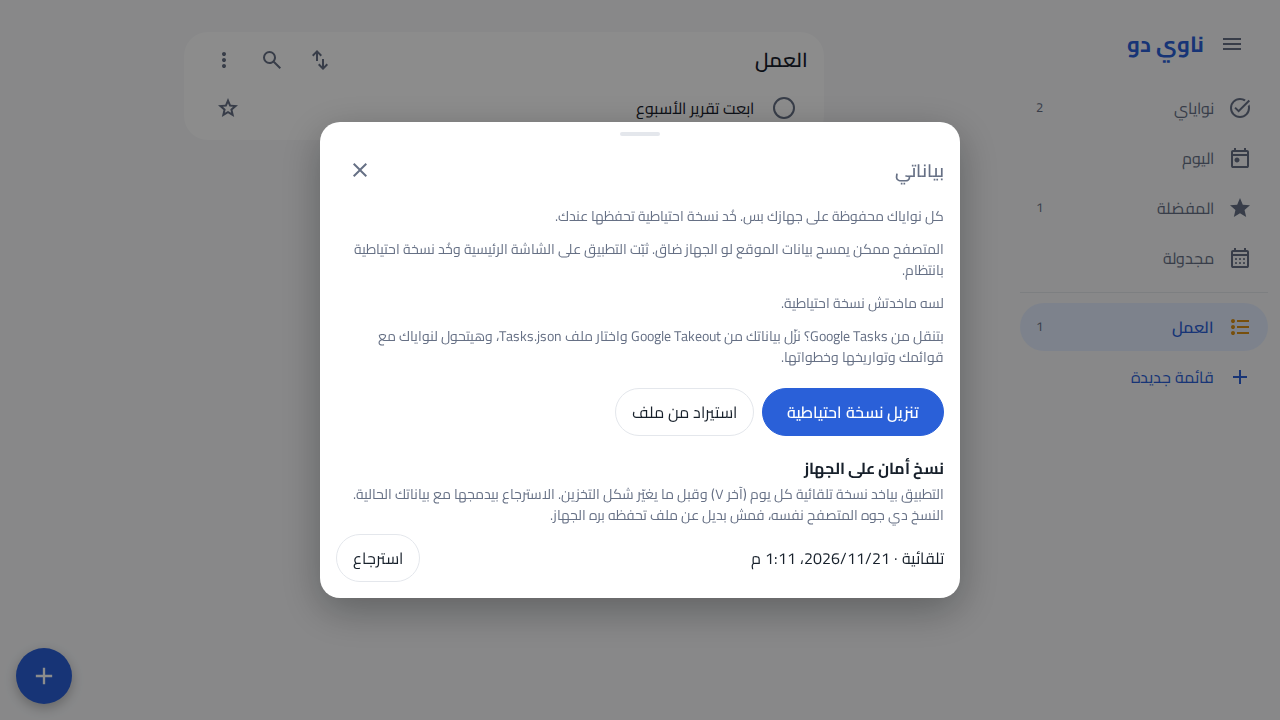 ناوي دو
نواياي
2
اليوم
المفضلة
1
مجدولة
العمل
1
قائمة جديدة
العمل
ابعت تقرير الأسبوع
بياناتي
كل نواياك محفوظة على جهازك بس. خُد نسخة احتياطية تحفظها عندك.
المتصفح ممكن يمسح بيانات الموقع لو الجهاز ضاق. ثبّت التطبيق على الشاشة الرئيسية وخُد نسخة احتياطية
بانتظام.
لسه ماخدتش نسخة احتياطية.
بتنقل من Google Tasks؟ نزّل بياناتك من Google Takeout واختار ملف Tasks.json، وهيتحول لنواياك مع
قوائمك وتواريخها وخطواتها.
تنزيل نسخة احتياطية
استيراد من ملف
نسخ أمان على الجهاز
التطبيق بياخد نسخة تلقائية كل يوم (آخر ٧) وقبل ما يغيّر شكل التخزين. الاسترجاع بيدمجها مع بياناتك الحالية.
النسخ دي جوه المتصفح نفسه، فمش بديل عن ملف تحفظه بره الجهاز.
تلقائية · 2026/11/21، 1:11 م
استرجاع